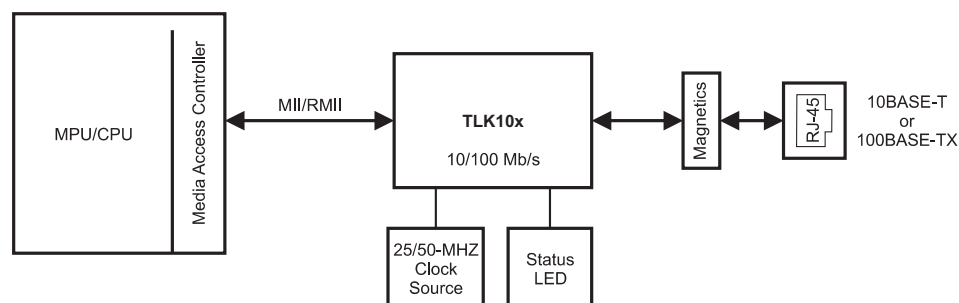 MPU/CPU
Media Access Controller
MII/RMII
TLK10x
10/100 Mb/s
Magnetics
RJ-45
10BASE-T
or
100BASE-TX
25/50-MHZ
Clock
Source
Status
LED